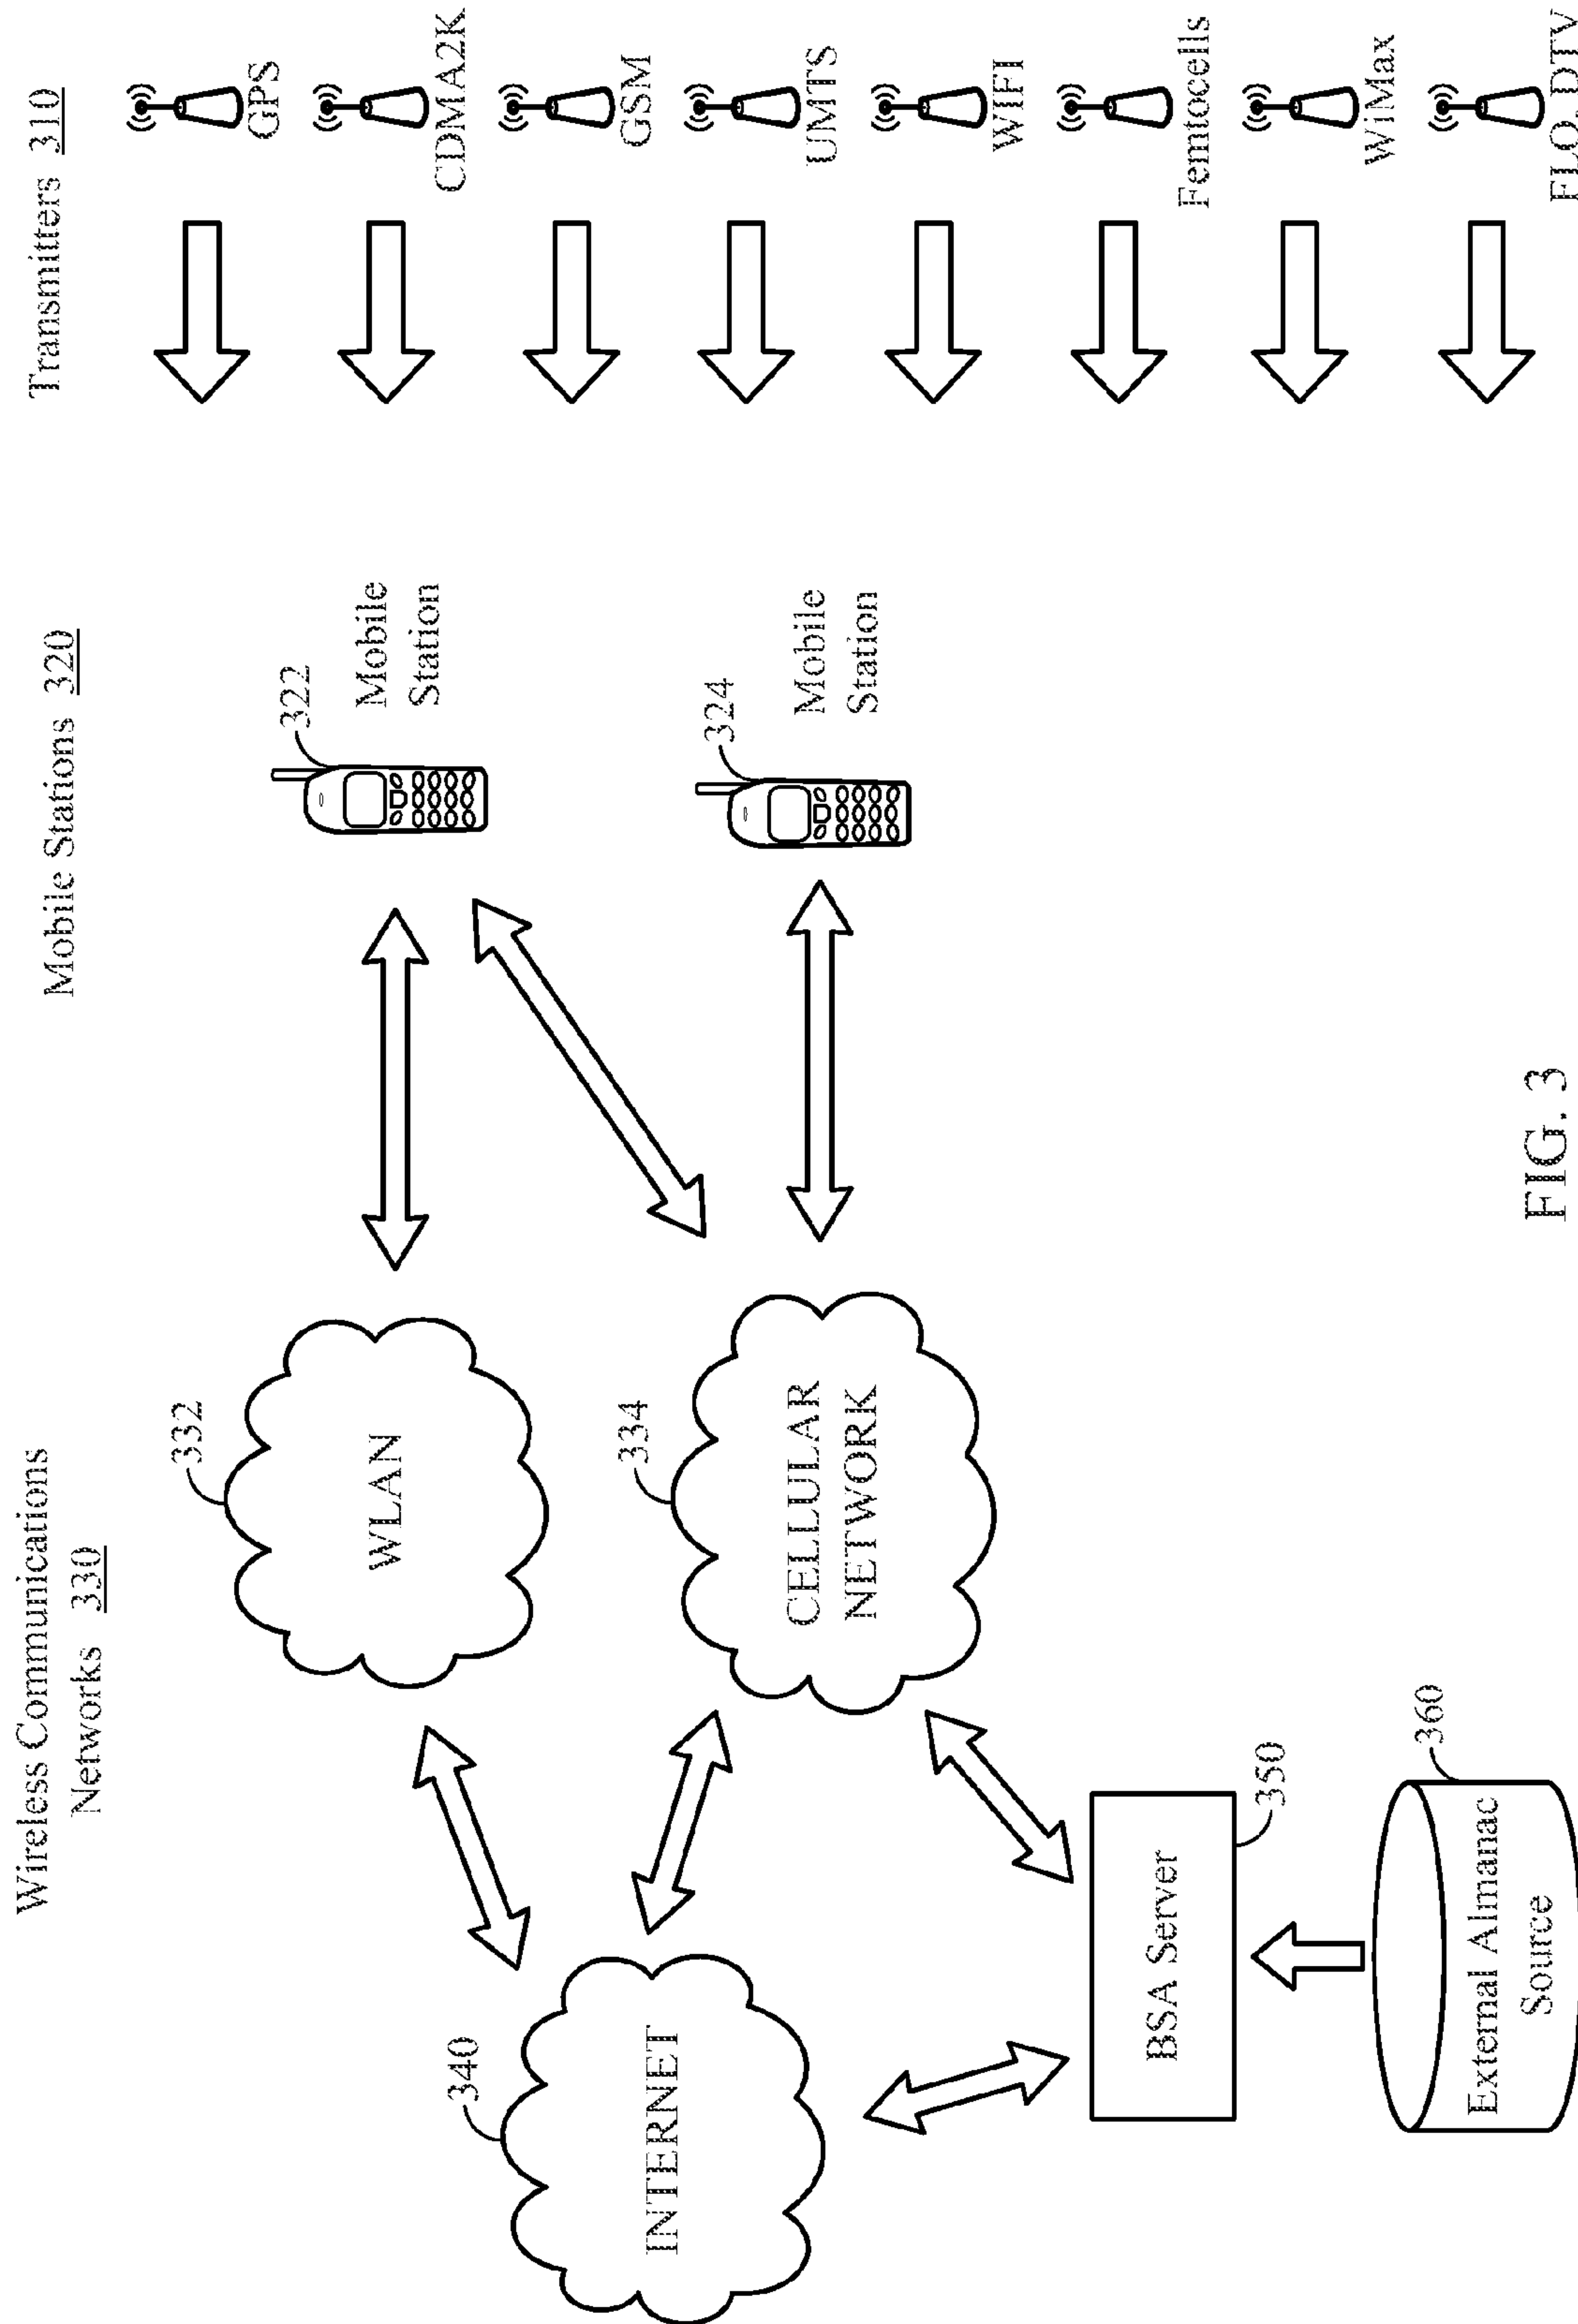 Wireless Communications
Networks 330
Mobile Stations 320
Transmitters 310
332
WLAN
334
CELLULAR
NETWORK
340
INTERNET
BSA Server
350
360
External Almanac
Source
322
Mobile
Station
324
Mobile
Station
GPS
CDMA2K
GSM
UMTS
WIFI
Femtocells
WiMax
FLO, DTV
FIG. 3